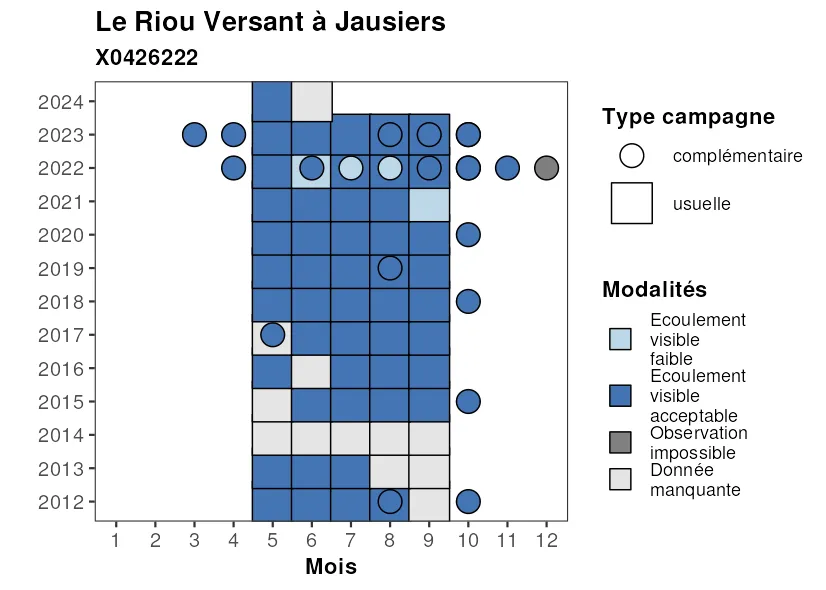 Le Riou Versant à Jausiers
X0426222
2024
2023
2022
2021
2020
2019
2018
2017
2016
2015
2014
2013
2012
1 2 3 4 5 6 7 8 9 10 11 12
Mois
Type campagne
complémentaire
usuelle
Modalités
Ecoulement
visible
faible
Ecoulement
visible
acceptable
Observation
impossible
Donnée
manquante